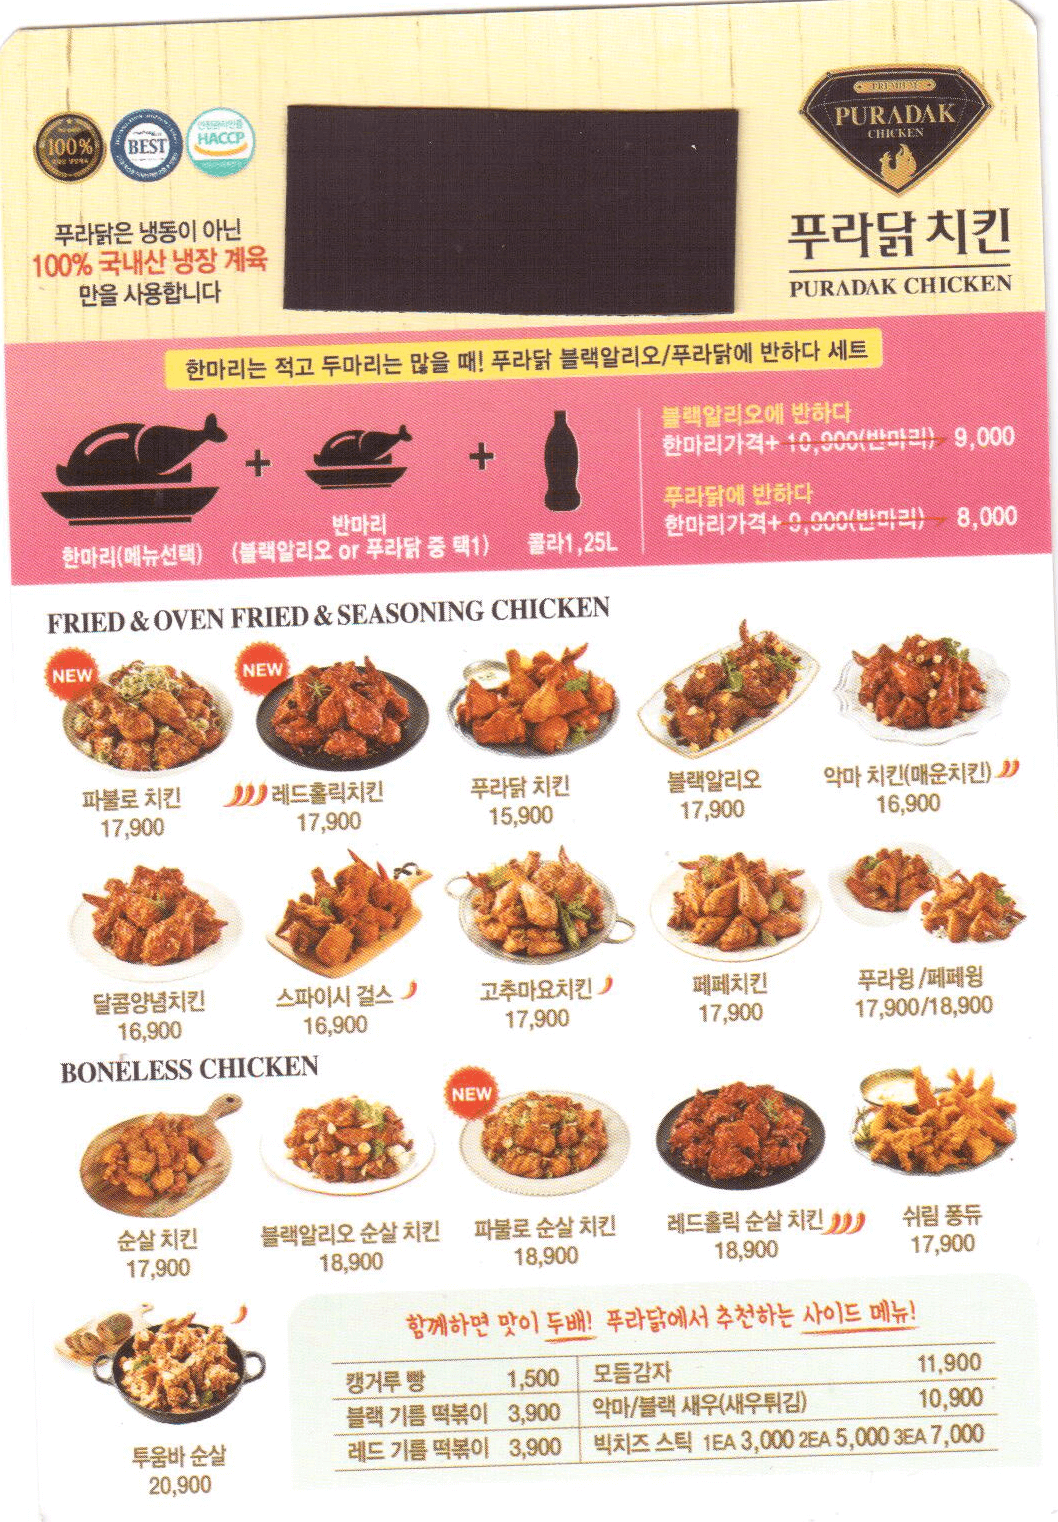 100%
BEST
안전관리인증
HACCP
PREMIUM
PURADAK
CHICKEN
푸라닭 치킨
PURADAK CHICKEN
푸라닭은 냉동이 아닌
100% 국내산 냉장 계육
만을 사용합니다
한마리는 적고 두마리는 많을 때! 푸라닭 블랙알리오/푸라닭에 반하다 세트
+
+
한마리(메뉴선택)
반마리
(블랙알리오 or 푸라닭 중 택1)
콜라1,25L
블랙알리오에 반하다
한마리가격+ 10,900(반마리) 9,000
푸라닭에 반하다
한마리가격+ 9,900(반마리) 8,000
FRIED & OVEN FRIED & SEASONING CHICKEN
NEW
파불로 치킨
17,900
NEW
레드홀릭치킨
17,900
푸라닭 치킨
15,900
블랙알리오
17,900
악마 치킨(매운치킨)
16,900
달콤양념치킨
16,900
스파이시 걸스
16,900
고추마요치킨
17,900
페페치킨
17,900
푸라윙 /페페윙
17,900/18,900
BONELESS CHICKEN
순살 치킨
17,900
블랙알리오 순살 치킨
18,900
NEW
파불로 순살 치킨
18,900
레드홀릭 순살 치킨
18,900
쉬림 퐁듀
17,900
투움바 순살
20,900
함께하면 맛이 두배! 푸라닭에서 추천하는 사이드 메뉴!
캥거루 빵 1,500
블랙 기름 떡볶이 3,900
레드 기름 떡볶이 3,900
모듬감자 11,900
악마/블랙 새우(새우튀김) 10,900
빅치즈 스틱 1EA 3,000 2EA 5,000 3EA 7,000